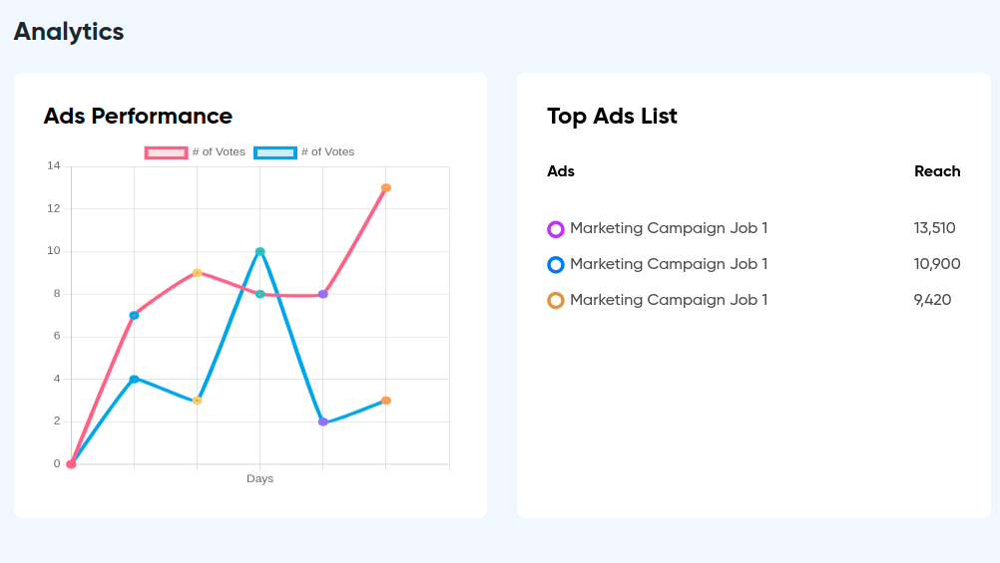 Analytics
Ads Performance
# of Votes # of Votes
14
12
10
8
6
4
2
0
Days
Top Ads List
Ads Reach
Marketing Campaign Job 1 13,510
Marketing Campaign Job 1 10,900
Marketing Campaign Job 1 9,420